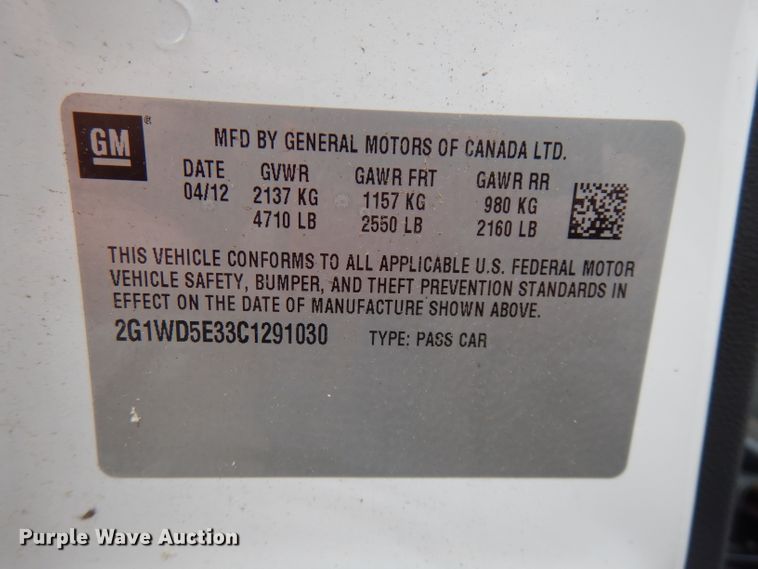 GM®
MFD BY GENERAL MOTORS OF CANADA LTD.
DATE GVWR GAWR FRT GAWR RR
04/12 2137 KG 1157 KG 980 KG
4710 LB 2550 LB 2160 LB
THIS VEHICLE CONFORMS TO ALL APPLICABLE U.S. FEDERAL MOTOR
VEHICLE SAFETY, BUMPER, AND THEFT PREVENTION STANDARDS IN
EFFECT ON THE DATE OF MANUFACTURE SHOWN ABOVE.
2G1WD5E33C1291030 TYPE: PASS CAR
Purple Wave Auction